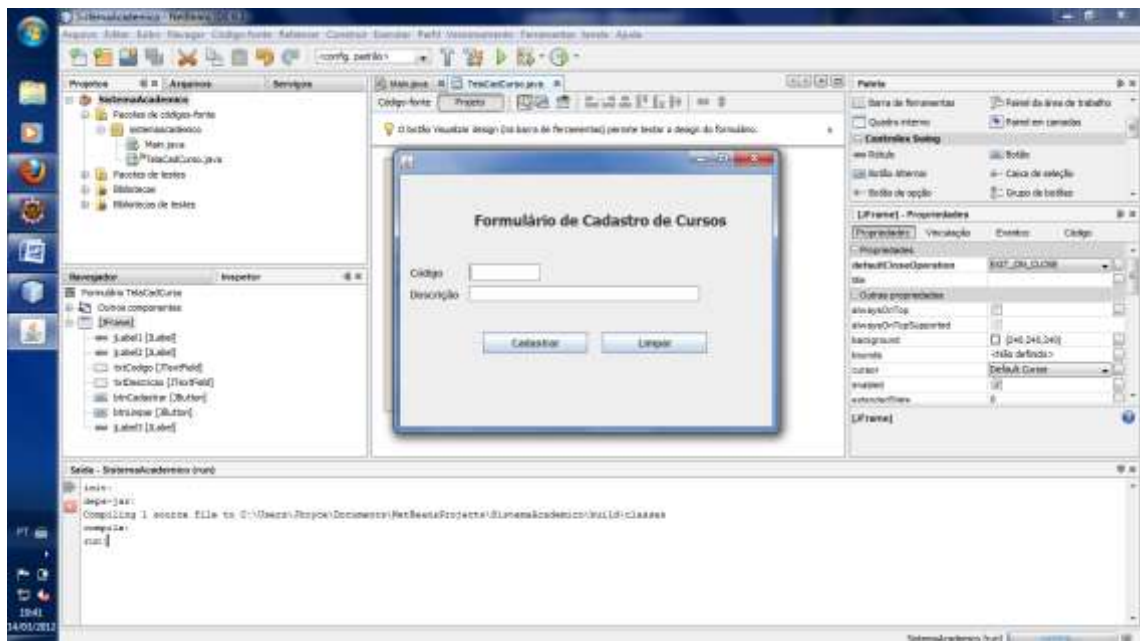 SistemaAcademico - NetBeans IDE 6.
Arquivo Editar Exibir Navegar Código-Fonte Refatorar Construir Executar Perfil Versionamento Ferramentas Janela Ajuda
<config. padrão>
Projetos Arquivos Serviços
SistemaAcademico
Pacotes de códigos-fonte
sistemaacademico
Main.java
TelaCadCurso.java
Pacotes de testes
Bibliotecas
Bibliotecas de testes
Navegador Inspetor
Formulário TelaCadCurso
Outros componentes
[JFrame]
jLabel1 [JLabel]
jLabel2 [JLabel]
txtCodigo [JTextField]
txtDescricao [JTextField]
btnCadastrar [JButton]
btnLimpar [JButton]
jLabel3 [JLabel]
Main.java TelaCadCurso.java
Código-fonte Projeto
O botão Visualizar design (na barra de ferramentas) permite testar o design do formulário.
Formulário de Cadastro de Cursos
Código
Descrição
Cadastrar Limpar
Paleta
Barra de ferramentas Painel da área de trabalho
Quadro interno Painel em camadas
Controles Swing
Rótulo Botão
Botão alternar Caixa de seleção
Botão de opção Grupo de botões
[JFrame] - Propriedades
Propriedades Vinculação Eventos Código
Propriedades
defaultCloseOperation EXIT_ON_CLOSE
title
Outras propriedades
alwaysOnTop
alwaysOnTopSupported
background [240,240,240]
bounds <Não definido>
cursor Default Cursor
enabled
extendedState 0
[JFrame]
Saída - SistemaAcademico (run)
init:
deps-jar:
Compiling 1 source file to C:\Users\Jhoyce\Documents\NetBeansProjects\SistemaAcademico\build\classes
compile:
run:
PT
19:41
14/03/2012
SistemaAcademico (run)